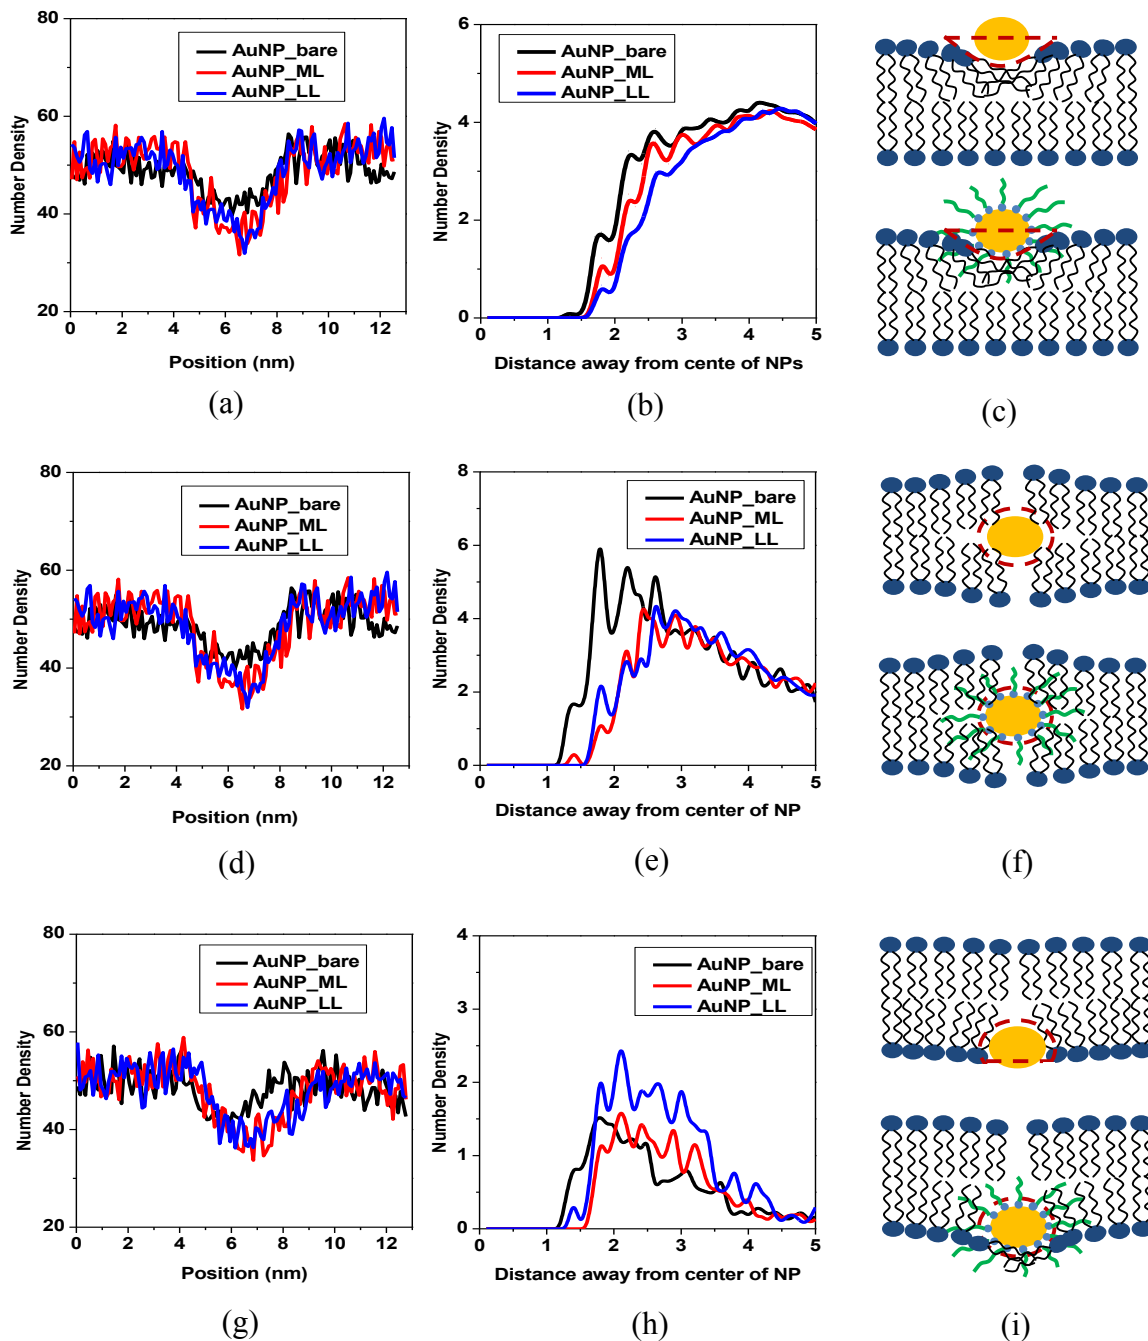 80
60
40
20
0
2
4
6
8
10
12
Number Density
Position (nm)
AuNP_bare
AuNP_ML
AuNP_LL
(a)
6
4
2
0
0
1
2
3
4
5
Number Density
Distance away from cente of NPs
AuNP_bare
AuNP_ML
AuNP_LL
(b)
(c)
80
60
40
20
0
2
4
6
8
10
12
Number Density
Position (nm)
AuNP_bare
AuNP_ML
AuNP_LL
(d)
8
6
4
2
0
0
1
2
3
4
5
Number Density
Distance away from center of NP
AuNP_bare
AuNP_ML
AuNP_LL
(e)
(f)
80
60
40
20
0
2
4
6
8
10
12
Number Density
Position (nm)
AuNP_bare
AuNP_ML
AuNP_LL
(g)
4
3
2
1
0
0
1
2
3
4
5
Number Density
Distance away from center of NP
AuNP_bare
AuNP_ML
AuNP_LL
(h)
(i)